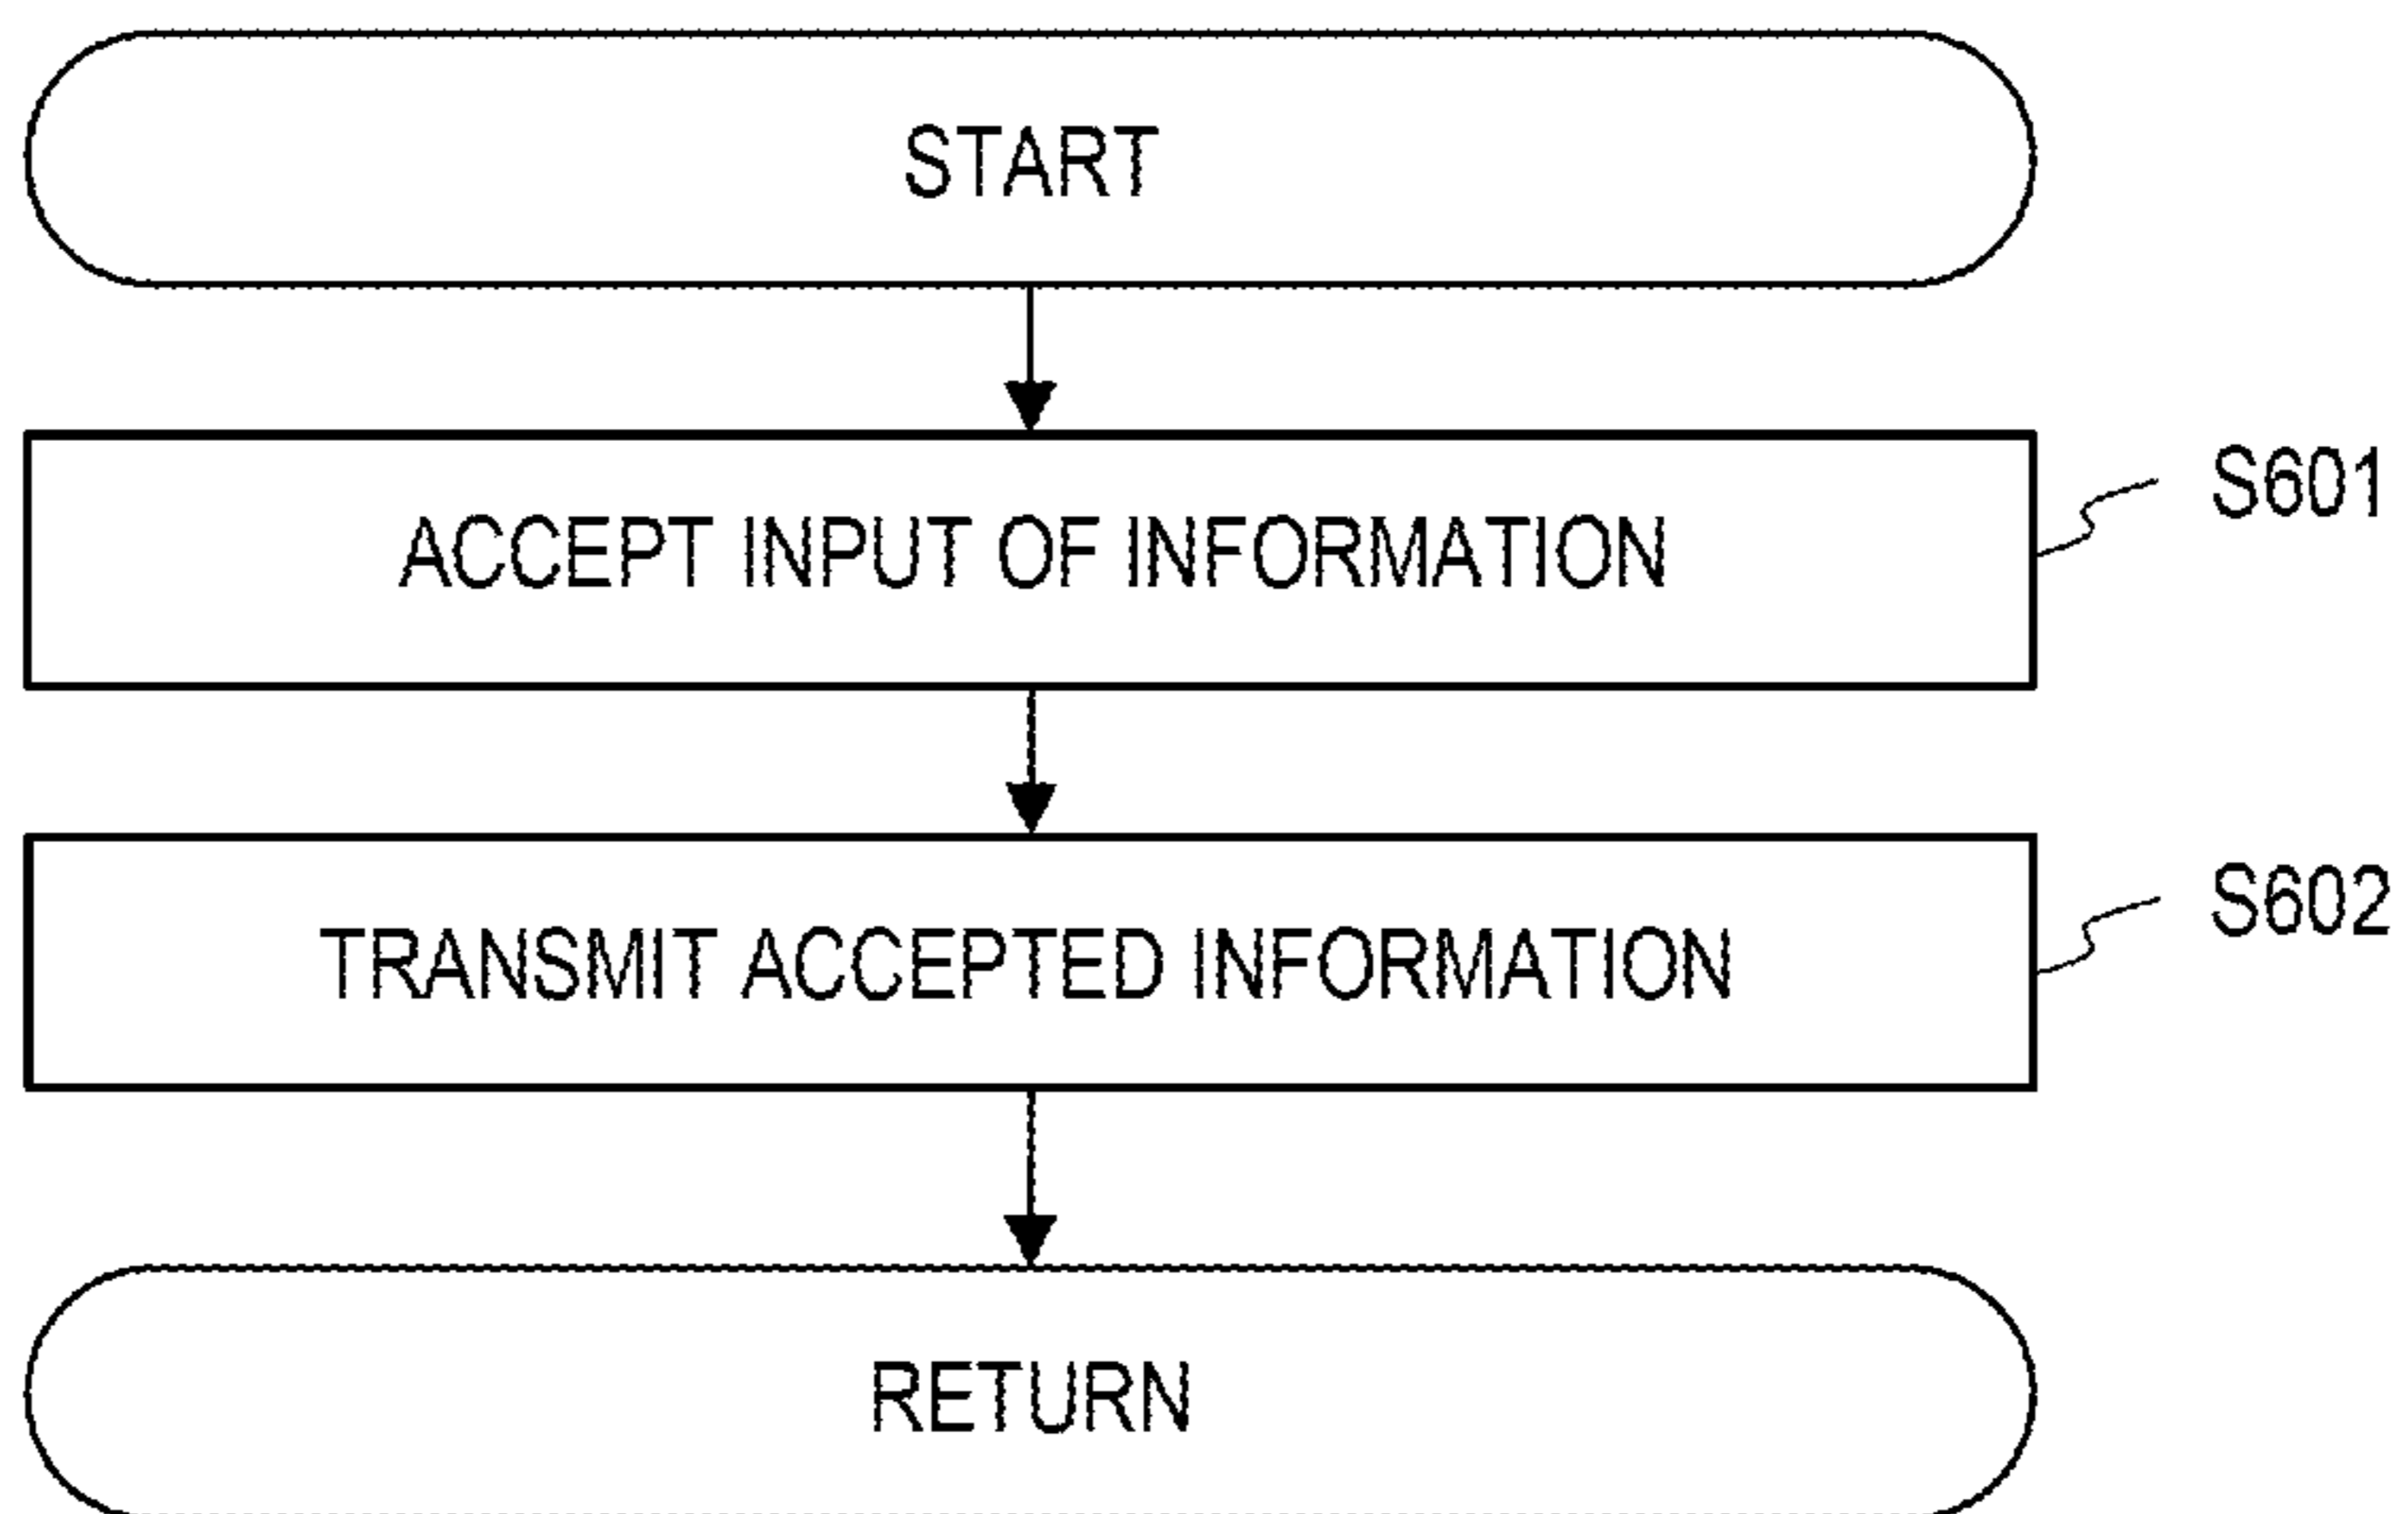 START
ACCEPT INPUT OF INFORMATION
S601
TRANSMIT ACCEPTED INFORMATION
S602
RETURN